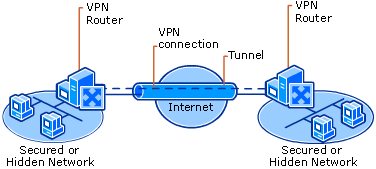 VPN
Router
VPN
connection
Tunnel
VPN
Router
Internet
Secured or
Hidden Network
Secured or
Hidden Network